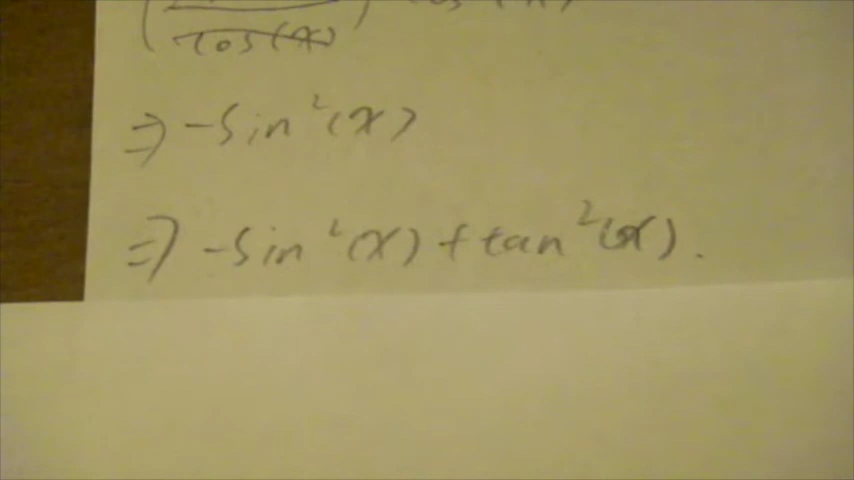 cos(x)
⇒ -sin²(x)
⇒ -sin²(x) + tan²(x).